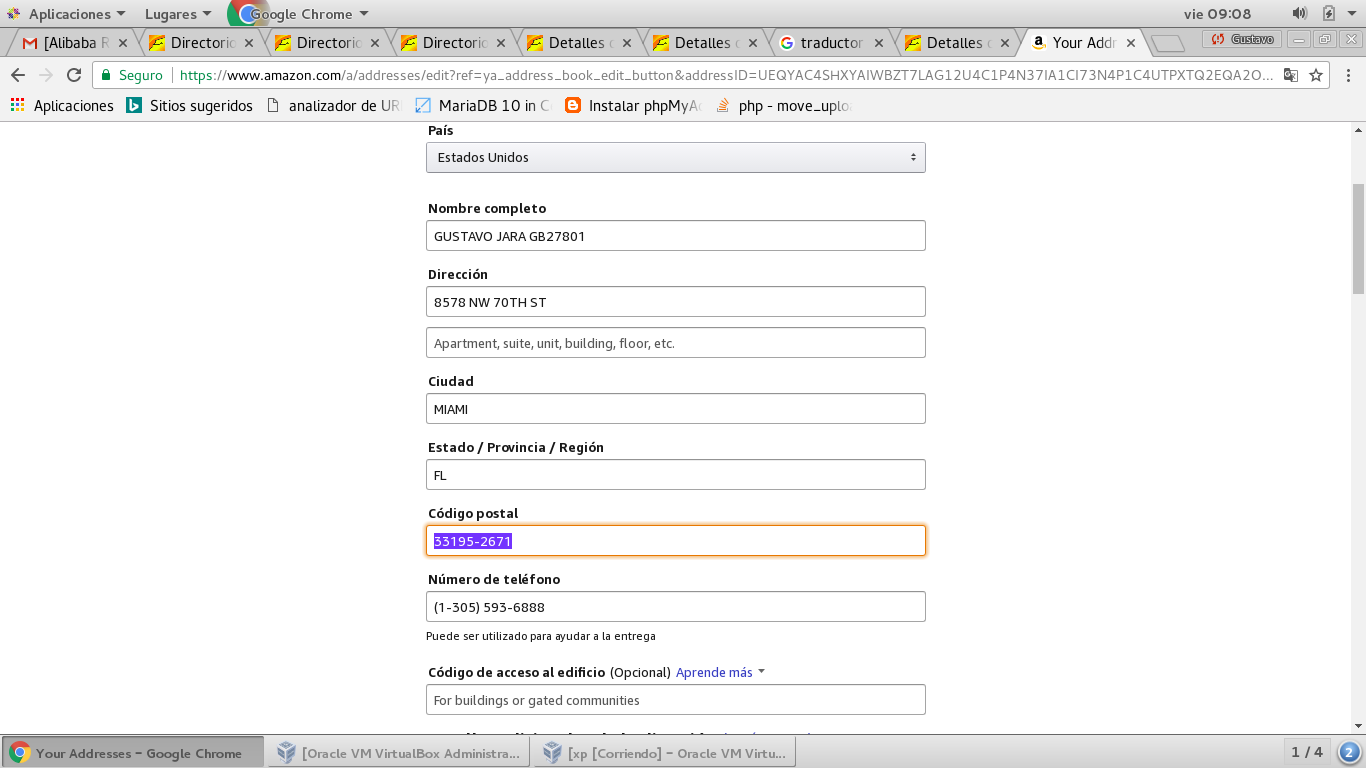 Aplicaciones Lugares Google Chrome vie 09:08
[Alibaba R Directorio Directorio Directorio Detalles Detalles traductor Detalles Your Addr Gustavo
Seguro https://www.amazon.com/a/addresses/edit?ref=ya_address_book_edit_button&addressID=UEQYAC4SHXYAIWBZT7LAG12U4C1P4N37IA1CI73N4P1C4UTPXTQ2EQA2O...
Aplicaciones Sitios sugeridos analizador de UR MariaDB 10 in C Instalar phpMyA php - move_uplo
País
Estados Unidos
Nombre completo
GUSTAVO JARA GB27801
Dirección
8578 NW 70TH ST
Apartment, suite, unit, building, floor, etc.
Ciudad
MIAMI
Estado / Provincia / Región
FL
Código postal
33195-2671
Número de teléfono
(1-305) 593-6888
Puede ser utilizado para ayudar a la entrega
Código de acceso al edificio (Opcional) Aprende más
For buildings or gated communities
Your Addresses - Google Chrome [Oracle VM VirtualBox Administra... [xp [Corriendo] - Oracle VM Virtu... 1 / 4 2